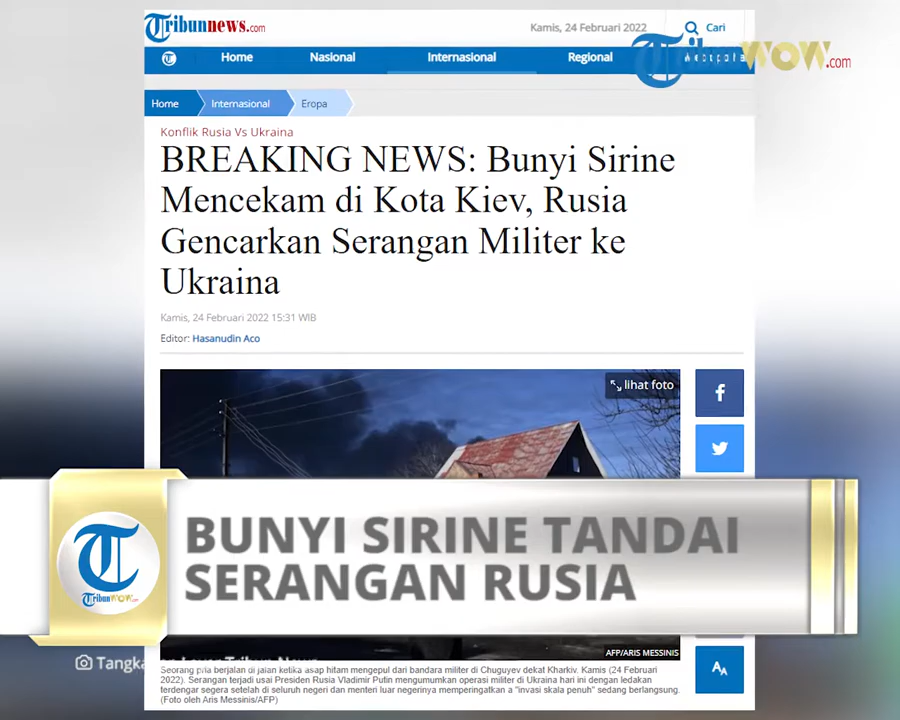 Tribunnews.com
Kamis, 24 Februari 2022
Cari
TribunWOW.com
Home
Nasional
Internasional
Regional
Home
Internasional
Eropa
Konflik Rusia Vs Ukraina
BREAKING NEWS: Bunyi Sirine
Mencekam di Kota Kiev, Rusia
Gencarkan Serangan Militer ke
Ukraina
Kamis, 24 Februari 2022 15:31 WIB
Editor: Hasanudin Aco
lihat foto
BUNYI SIRINE TANDAI
SERANGAN RUSIA
TribunWOW.com
AFP/ARIS MESSINIS
Seorang pria berjalan di jalan ketika asap hitam mengepul dari bandara militer di Chuguyev dekat Kharkiv. Kamis (24 Februari
2022). Serangan terjadi usai Presiden Rusia Vladimir Putin mengumumkan operasi militer di Ukraina hari ini dengan ledakan
terdengar segera setelah di seluruh negeri dan menteri luar negerinya memperingatkan a "invasi skala penuh" sedang berlangsung.
(Foto oleh Aris Messinis/AFP)
AA